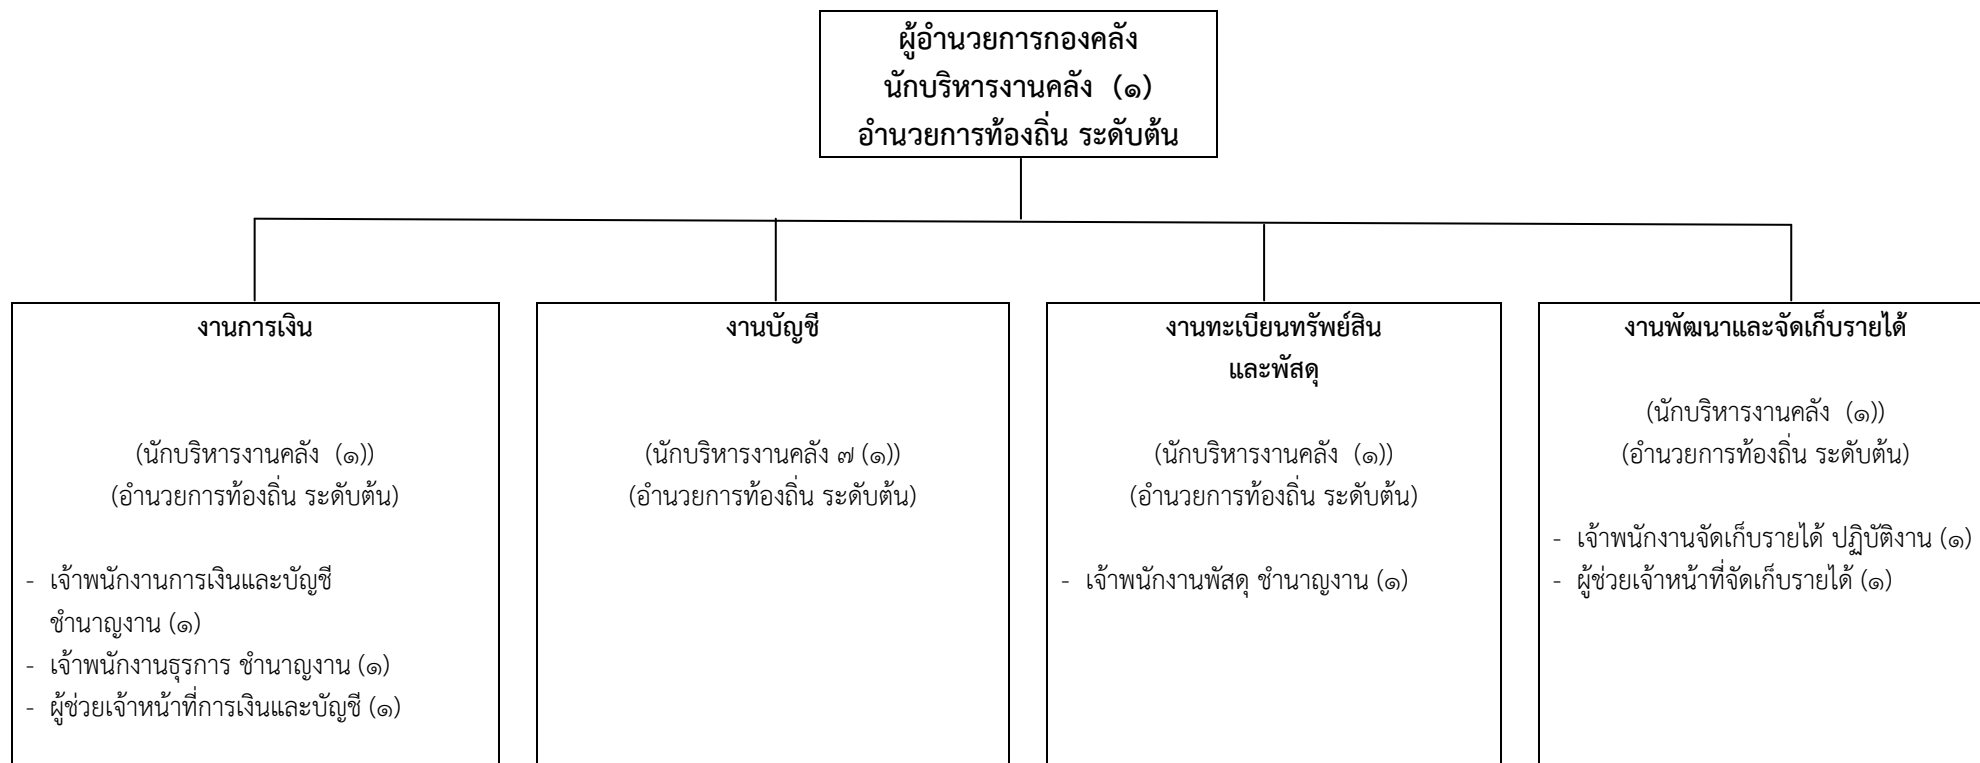 ผู้อำนวยการกองคลัง
นักบริหารงานคลัง (๑)
อำนวยการท้องถิ่น ระดับต้น
งานการเงิน
(นักบริหารงานคลัง (๑))
(อำนวยการท้องถิ่น ระดับต้น)
- เจ้าพนักงานการเงินและบัญชี
ชำนาญงาน (๑)
- เจ้าพนักงานธุรการ ชำนาญงาน (๑)
- ผู้ช่วยเจ้าหน้าที่การเงินและบัญชี (๑)
งานบัญชี
(นักบริหารงานคลัง ๗ (๑))
(อำนวยการท้องถิ่น ระดับต้น)
งานทะเบียนทรัพย์สิน
และพัสดุ
(นักบริหารงานคลัง (๑))
(อำนวยการท้องถิ่น ระดับต้น)
- เจ้าพนักงานพัสดุ ชำนาญงาน (๑)
งานพัฒนาและจัดเก็บรายได้
(นักบริหารงานคลัง (๑))
(อำนวยการท้องถิ่น ระดับต้น)
- เจ้าพนักงานจัดเก็บรายได้ ปฏิบัติงาน (๑)
- ผู้ช่วยเจ้าหน้าที่จัดเก็บรายได้ (๑)